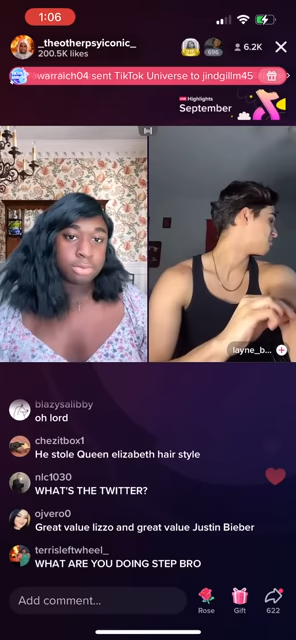 1:06
_theotherpsyiconic_
200.5K likes
696
6.2K
warraich04 sent TikTok Universe to jindgillm45
Highlights
September
layne_b...
blazysalibby
oh lord
chezitbox1
He stole Queen elizabeth hair style
nlc1030
WHAT'S THE TWITTER?
ojvero0
Great value lizzo and great value Justin Bieber
terrisleftwheel_
WHAT ARE YOU DOING STEP BRO
Add comment...
Rose
Gift
622